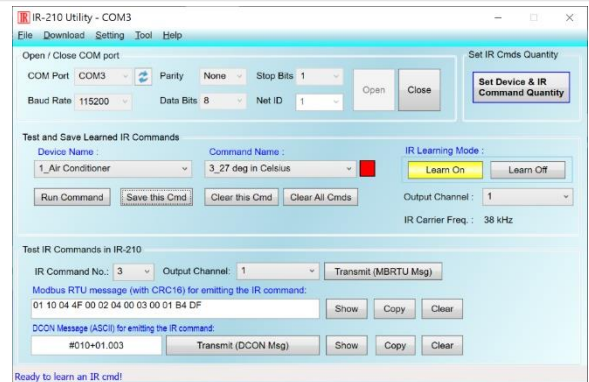 IR IR-210 Utility - COM3
File Download Setting Tool Help
Open / Close COM port
COM Port COM3 Parity None Stop Bits 1 Open Close
Baud Rate 115200 Data Bits 8 Net ID 1
Set IR Cmds Quantity
Set Device & IR
Command Quantity
Test and Save Learned IR Commands
Device Name : Command Name :
1_Air Conditioner 3_27 deg in Celsius
Run Command Save this Cmd Clear this Cmd Clear All Cmds
IR Learning Mode :
Learn On Learn Off
Output Channel : 1
IR Carrier Freq. : 38 kHz
Test IR Commands in IR-210
IR Command No.: 3 Output Channel: 1 Transmit (MBRTU Msg)
Modbus RTU message (with CRC16) for emitting the IR command:
01 10 04 4F 00 02 04 00 03 00 01 B4 DF Show Copy Clear
DCON Message (ASCII) for emitting the IR command:
#010+01.003 Transmit (DCON Msg) Show Copy Clear
Ready to learn an IR cmd!